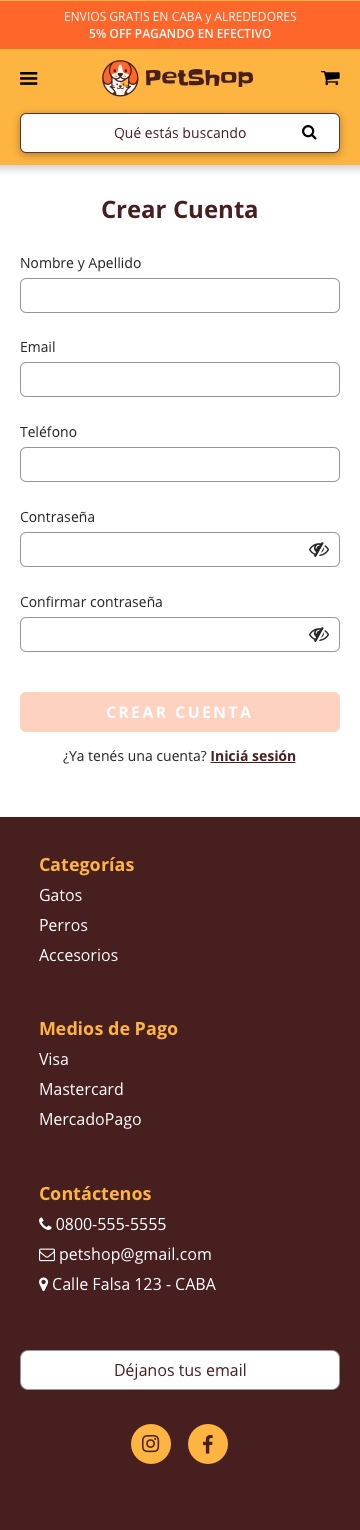 ENVIOS GRATIS EN CABA y ALREDEDORES
5% OFF PAGANDO EN EFECTIVO
PetShop
Qué estás buscando
Crear Cuenta
Nombre y Apellido
Email
Teléfono
Contraseña
Confirmar contraseña
CREAR CUENTA
¿Ya tenés una cuenta? Iniciá sesión
Categorías
Gatos
Perros
Accesorios
Medios de Pago
Visa
Mastercard
MercadoPago
Contáctenos
0800-555-5555
petshop@gmail.com
Calle Falsa 123 - CABA
Déjanos tus email